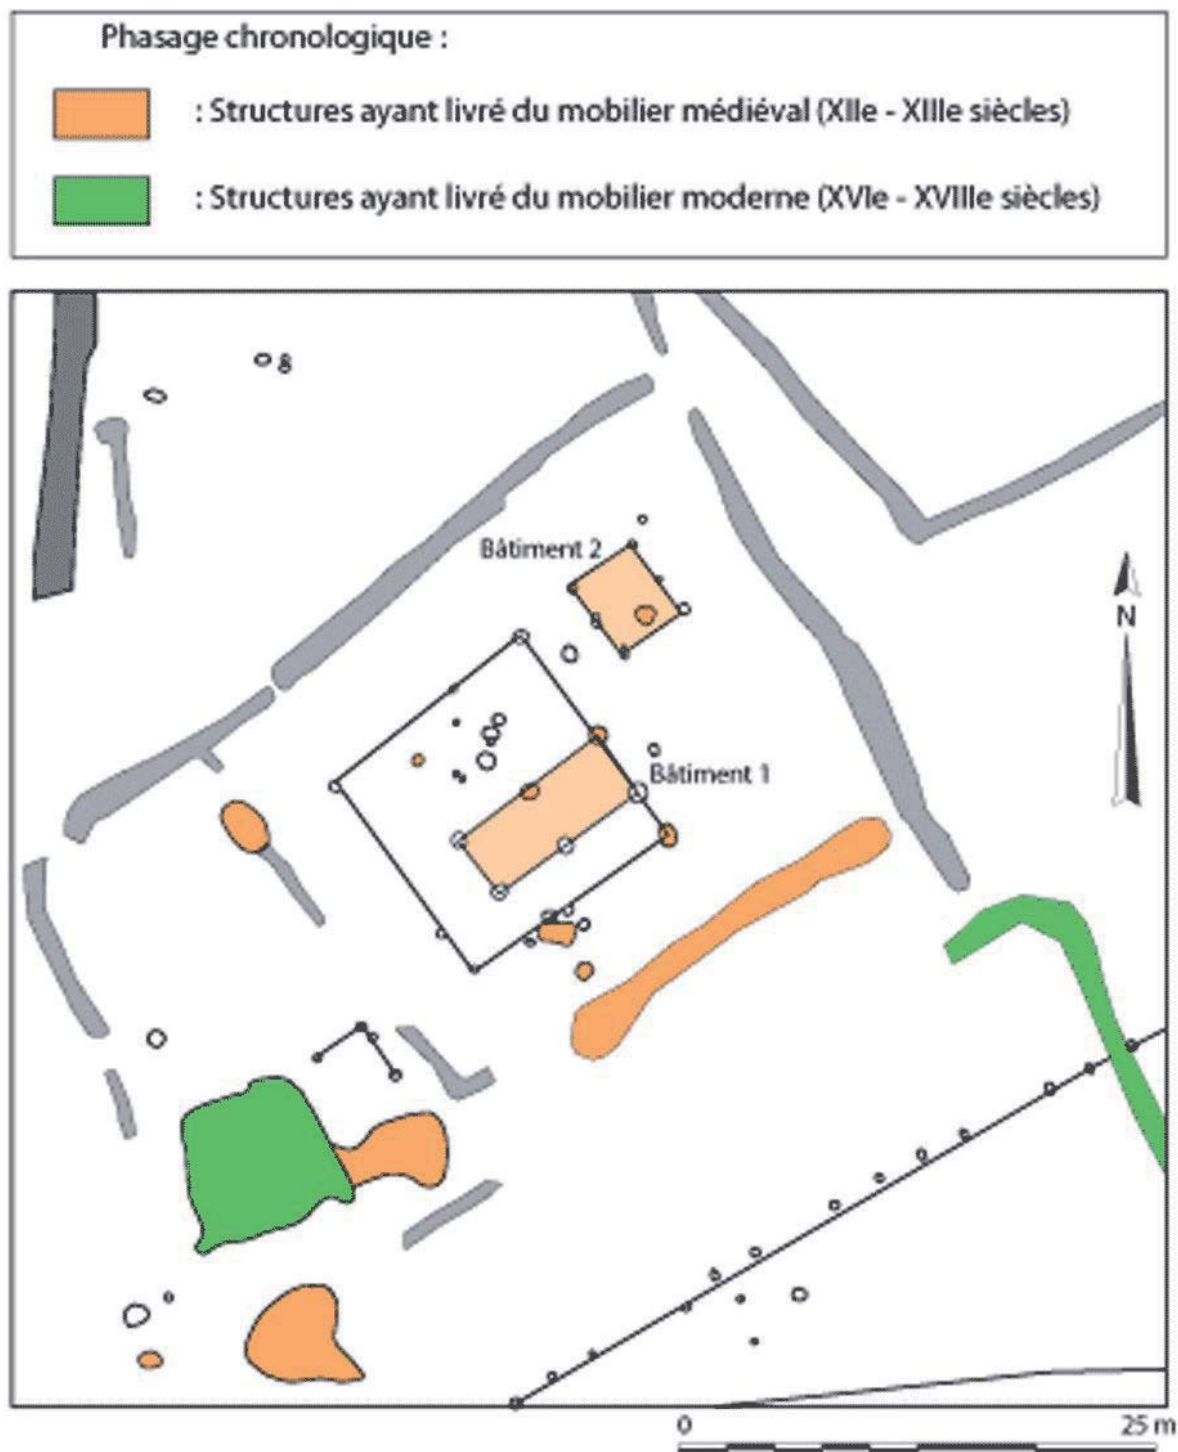 Phasage chronologique :
: Structures ayant livré du mobilier médiéval (XIIe - XIIIe siècles)
: Structures ayant livré du mobilier moderne (XVIe - XVIIIe siècles)
Bâtiment 2
N
Bâtiment 1
0 25 m